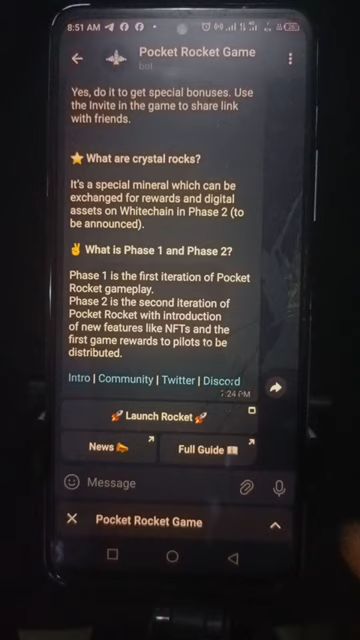 8:51 AM
Pocket Rocket Game
bot
Yes, do it to get special bonuses. Use
the Invite in the game to share link
with friends.
⭐ What are crystal rocks?
It's a special mineral which can be
exchanged for rewards and digital
assets on Whitechain in Phase 2 (to
be announced).
✌ What is Phase 1 and Phase 2?
Phase 1 is the first iteration of Pocket
Rocket gameplay.
Phase 2 is the second iteration of
Pocket Rocket with introduction
of new features like NFTs and the
first game rewards to pilots to be
distributed.
Intro | Community | Twitter | Discord
7:24 PM
🚀 Launch Rocket 🚀
News 📣
Full Guide 📖
Message
Pocket Rocket Game